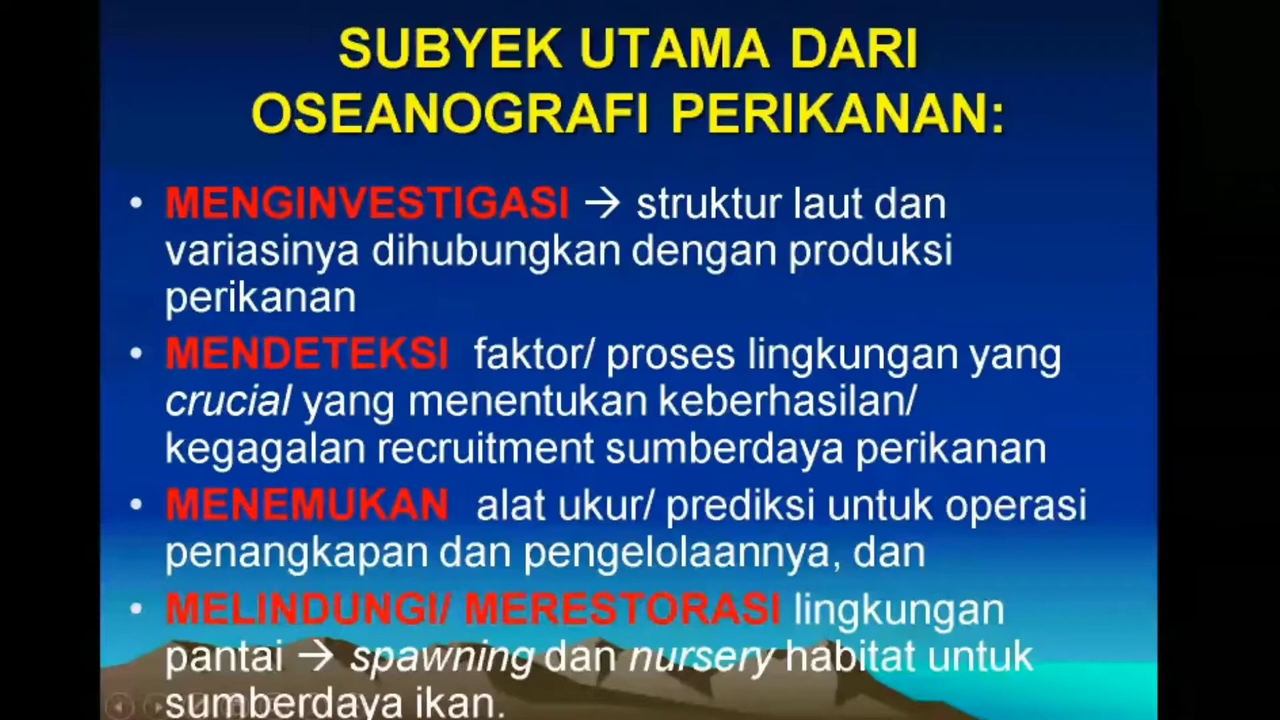 SUBYEK UTAMA DARI
OSEANOGRAFI PERIKANAN:
• MENGINVESTIGASI → struktur laut dan
variasinya dihubungkan dengan produksi
perikanan
• MENDETEKSI faktor/ proses lingkungan yang
crucial yang menentukan keberhasilan/
kegagalan recruitment sumberdaya perikanan
• MENEMUKAN alat ukur/ prediksi untuk operasi
penangkapan dan pengelolaannya, dan
• MELINDUNGI/ MERESTORASI lingkungan
pantai → spawning dan nursery habitat untuk
sumberdaya ikan.